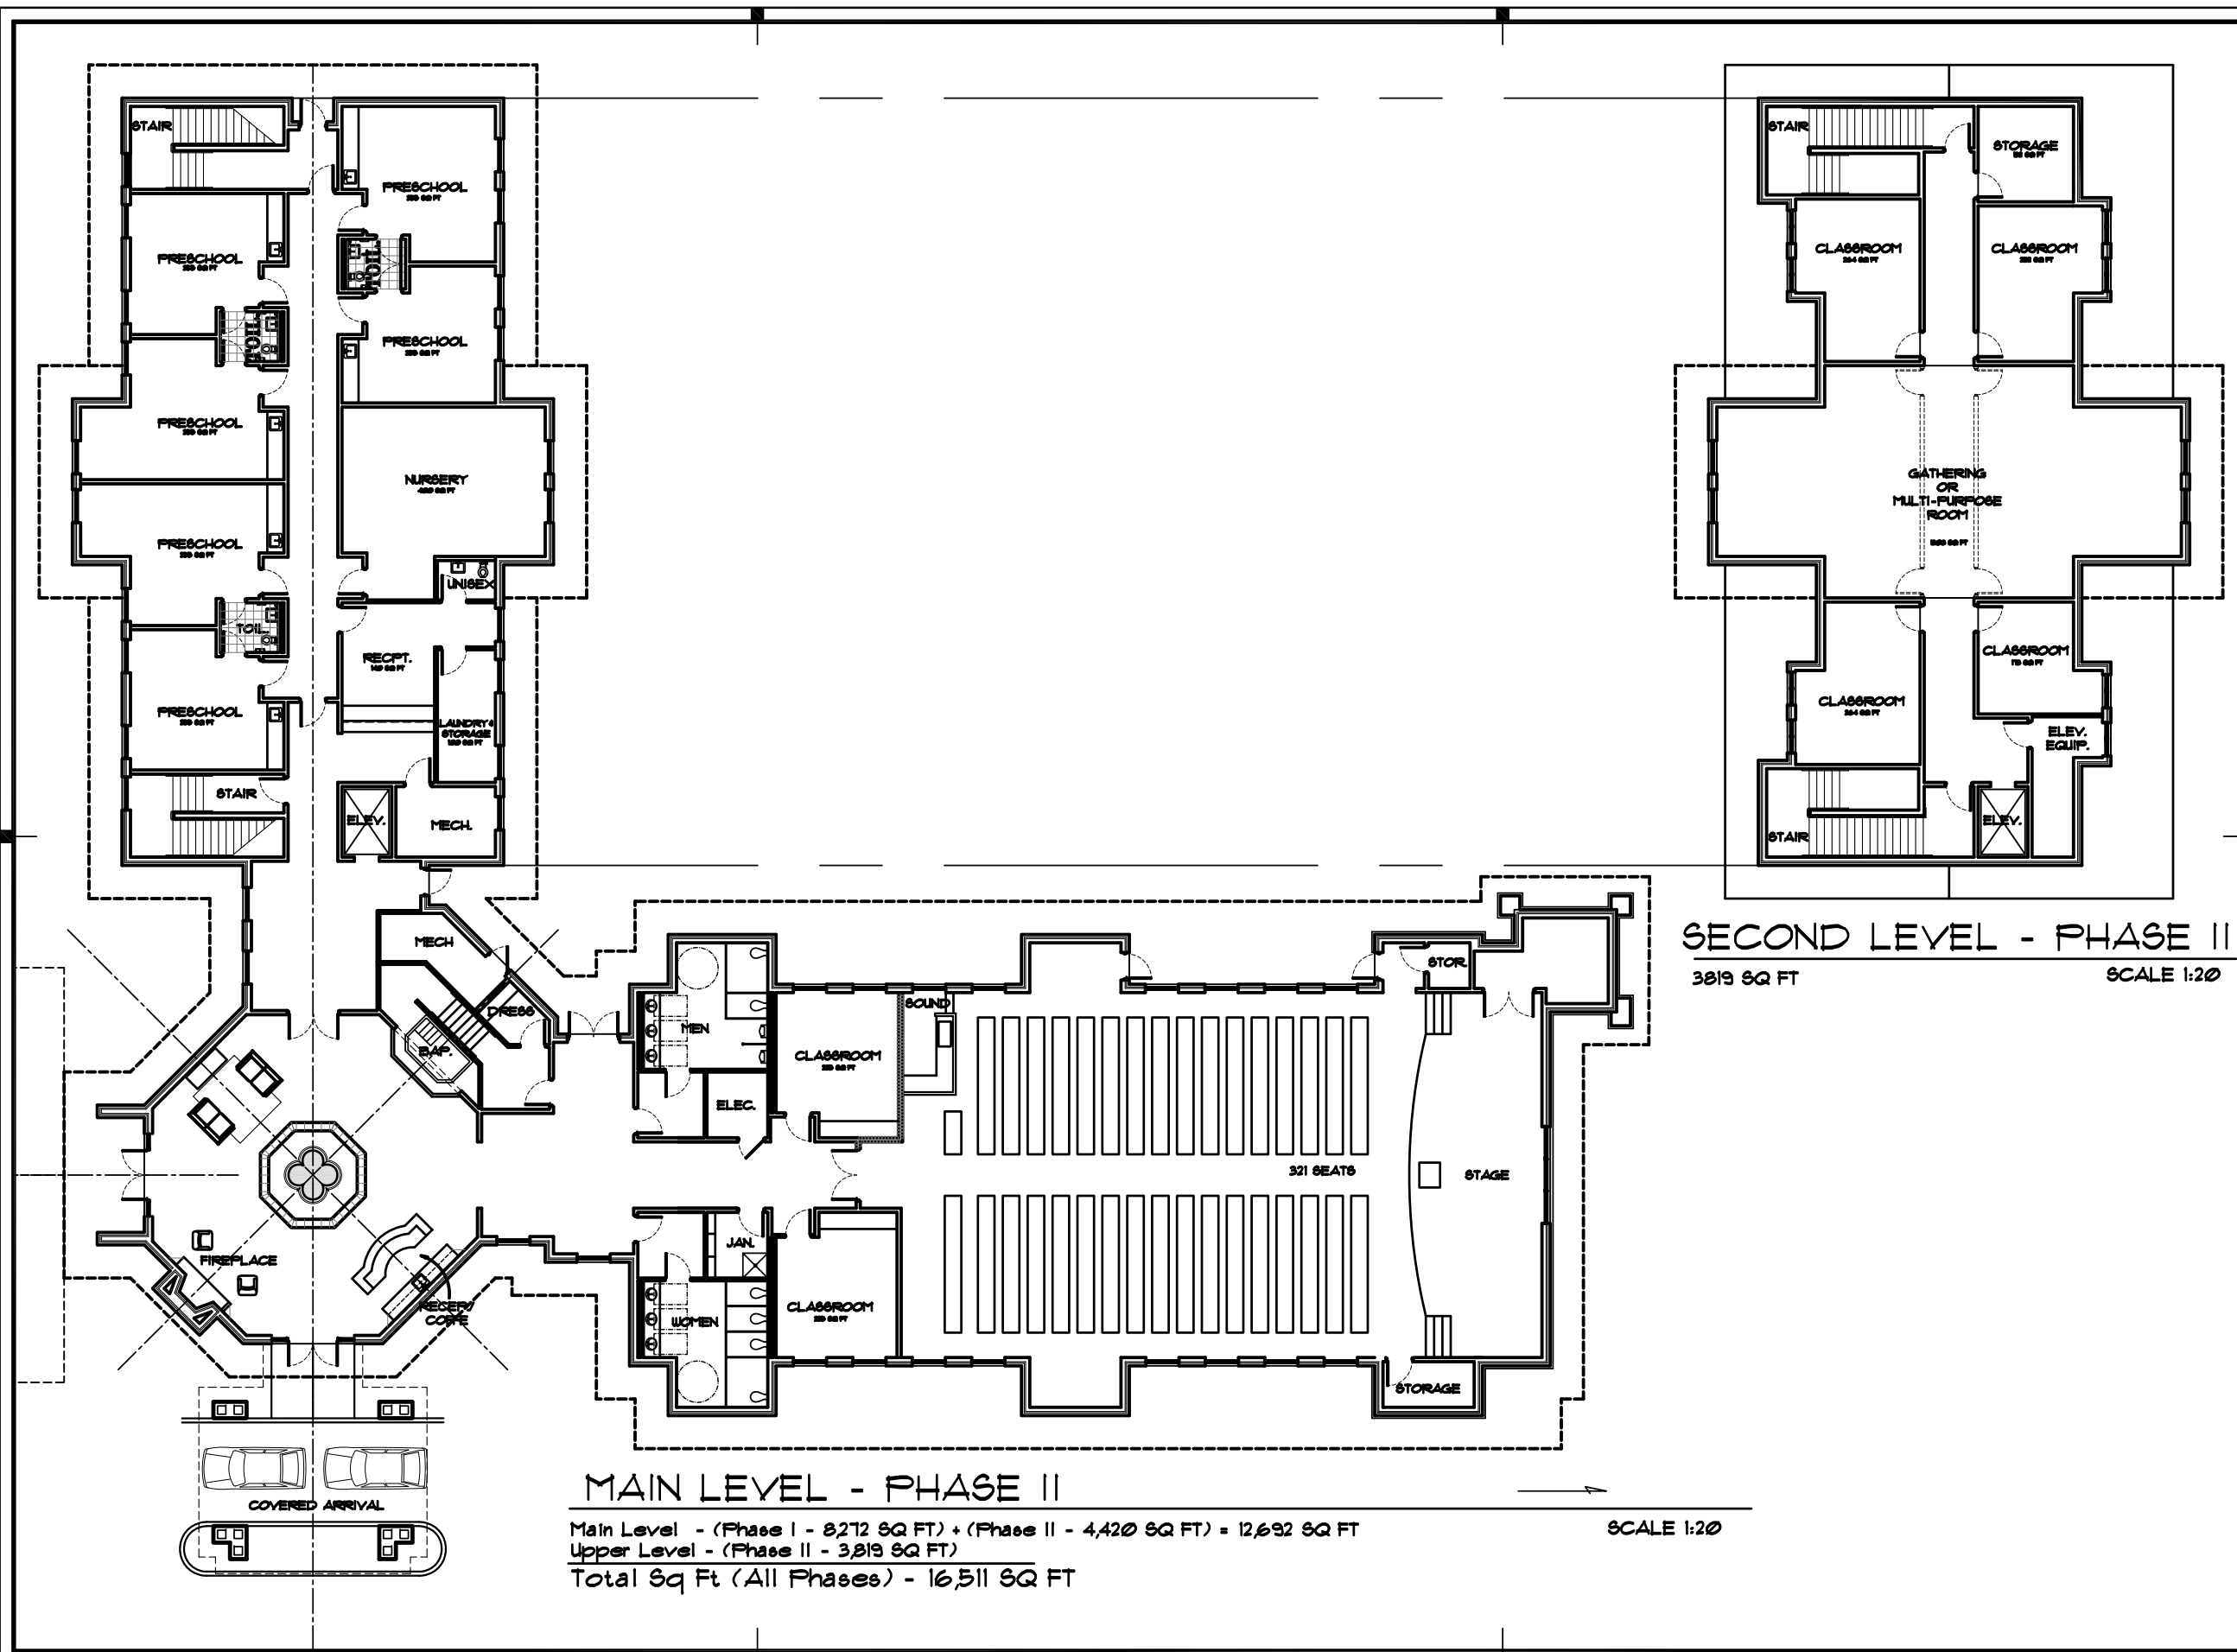 STAIR
PRESCHOOL
PRESCHOOL
TOIL.
TOIL.
PRESCHOOL
PRESCHOOL
NURSERY
PRESCHOOL
UNISEX
TOIL.
RECPT.
PRESCHOOL
LAUNDRY &
STORAGE
STAIR
ELEV.
MECH.
MECH
DRESS
BAP.
MEN
ELEC.
CLASSROOM
SOUND
STOR.
321 SEATS
STAGE
FIREPLACE
JAN.
WOMEN
CLASSROOM
STORAGE
COVERED ARRIVAL
STAIR
STORAGE
CLASSROOM
CLASSROOM
GATHERING
OR
MULTI-PURPOSE
ROOM
CLASSROOM
CLASSROOM
ELEV.
EQUIP.
STAIR
ELEV.
SECOND LEVEL - PHASE II
3819 SQ FT
SCALE 1:20
MAIN LEVEL - PHASE II
Main Level - (Phase I - 8,272 SQ FT) + (Phase II - 4,420 SQ FT) = 12,692 SQ FT
SCALE 1:20
Upper Level - (Phase II - 3,819 SQ FT)
Total Sq Ft (All Phases) - 16,511 SQ FT